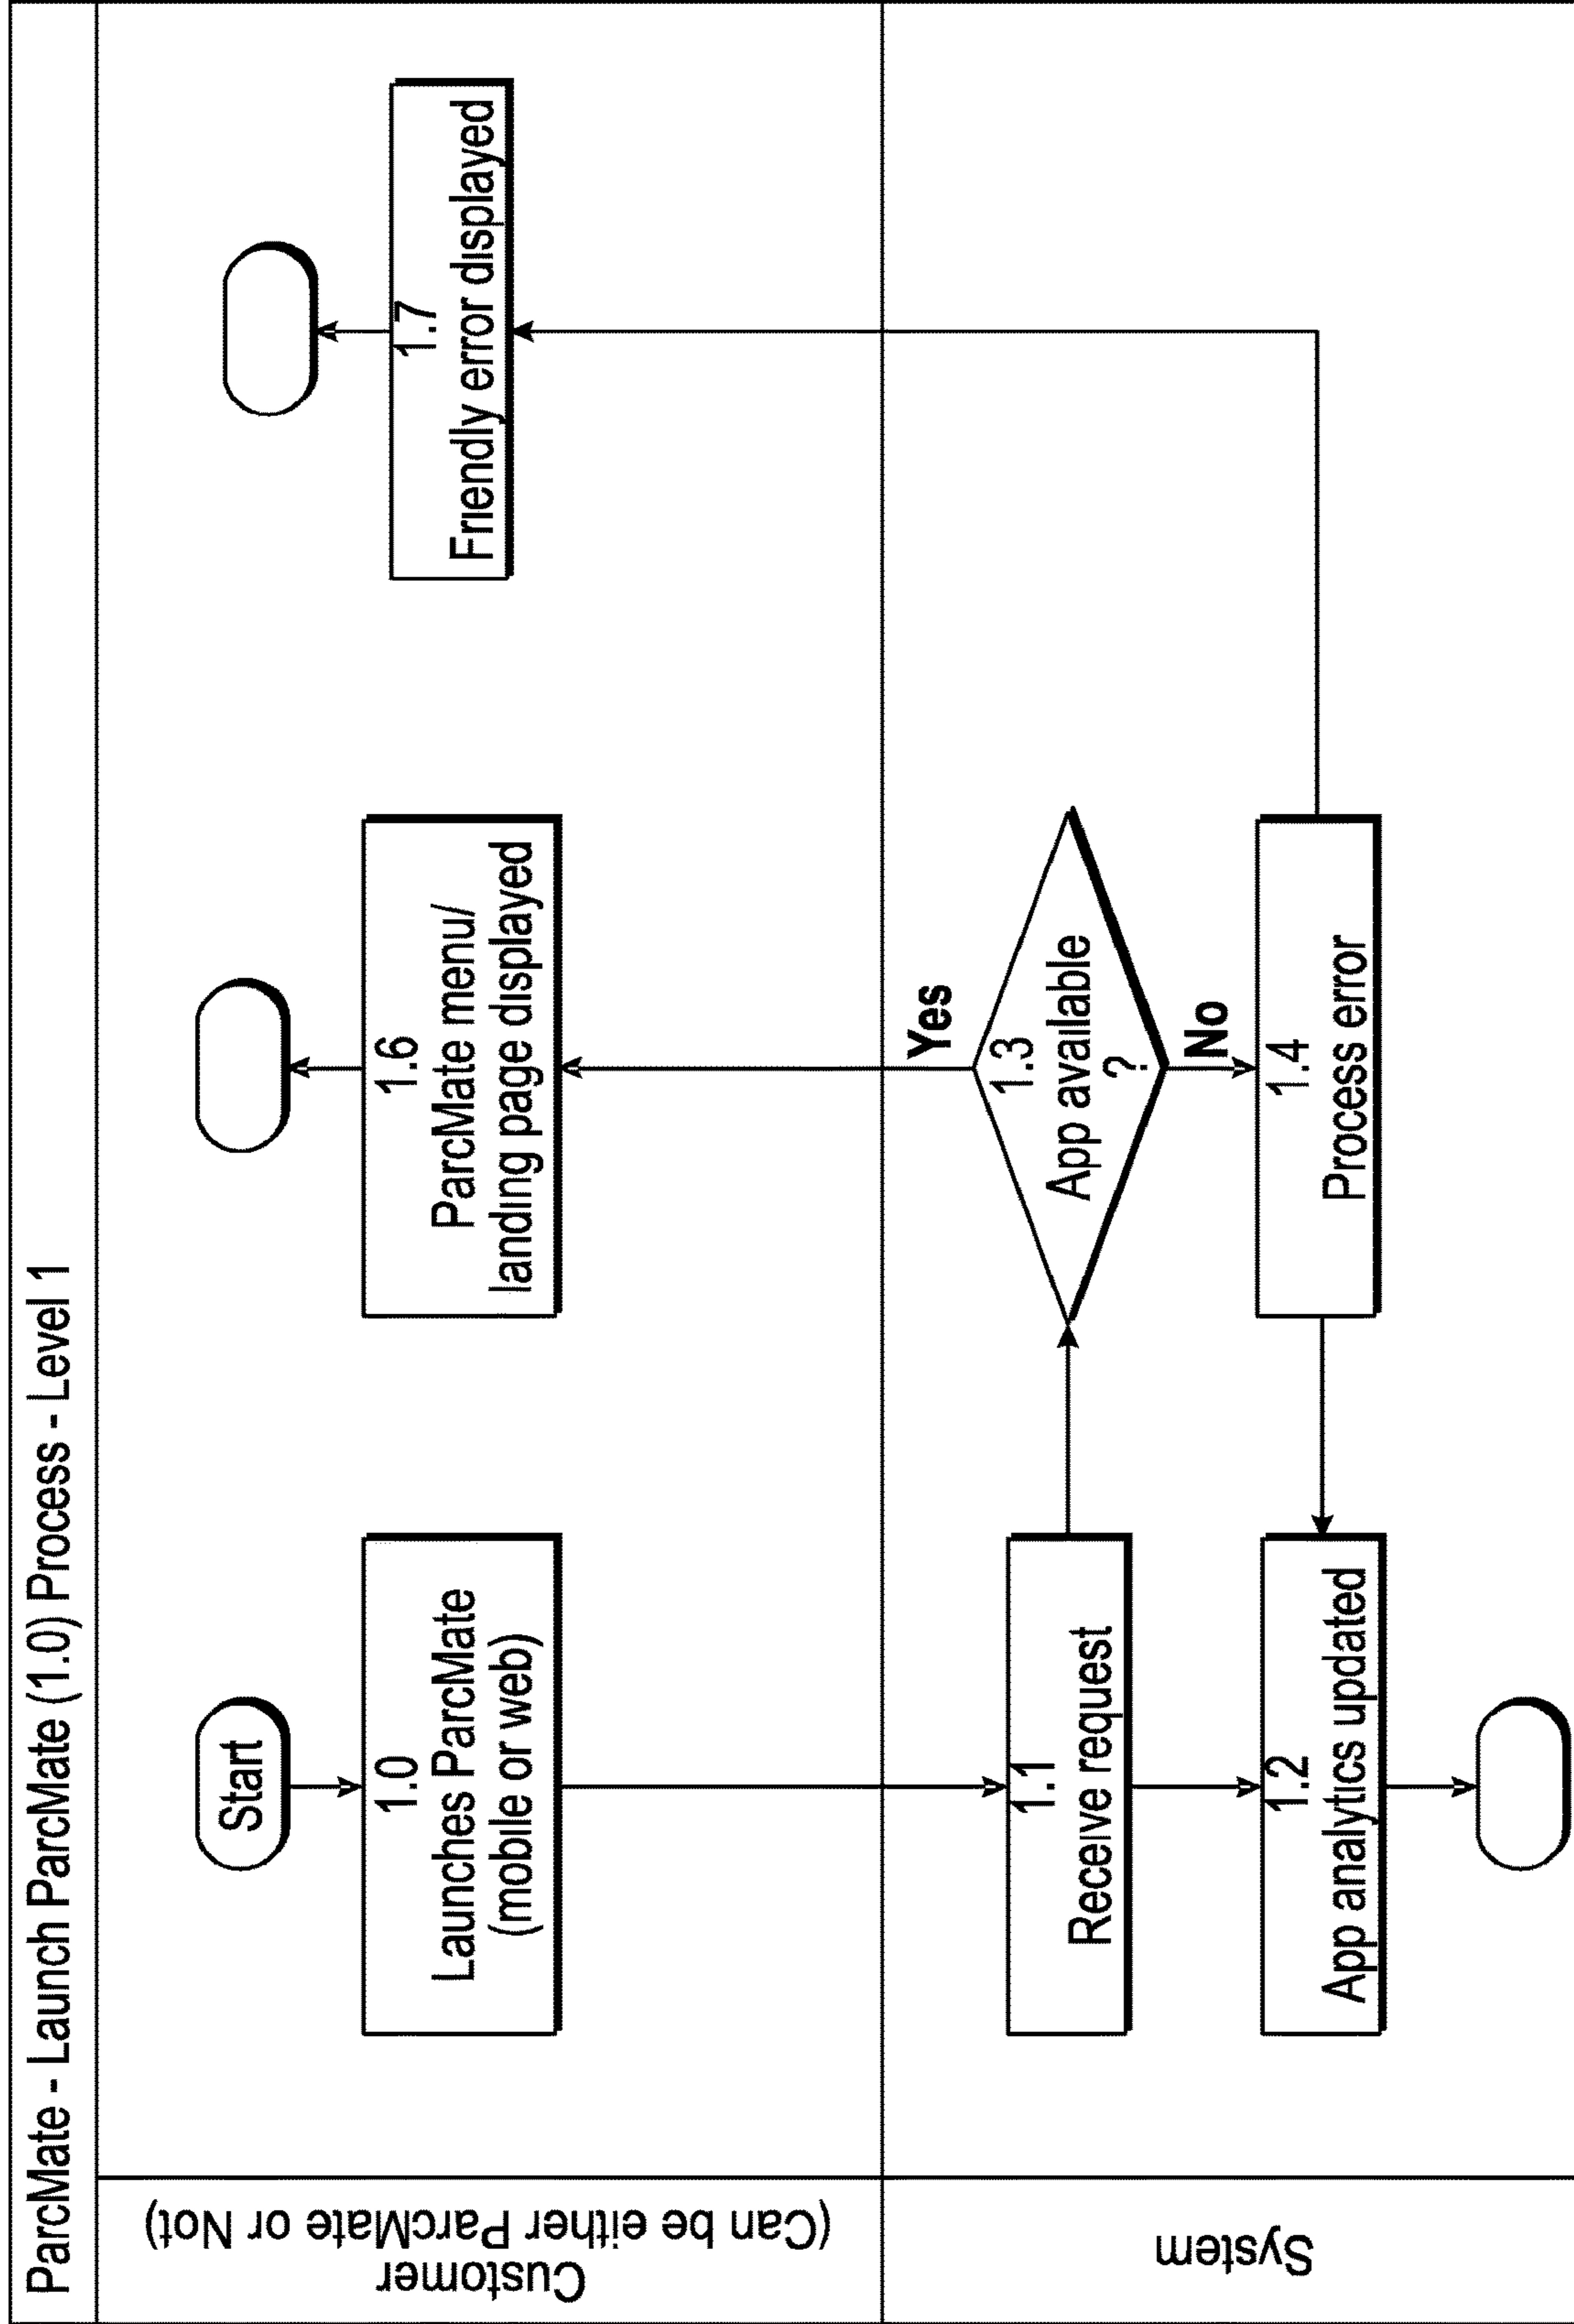 ParcMate - Launch ParcMate (1.0) Process - Level 1
Customer
(Can be either ParcMate or Not)
Start
1.0
Launches ParcMate
(mobile or web)
1.6
ParcMate menu/
landing page displayed
1.7
Friendly error displayed
System
1.1
Receive request
1.2
App analytics updated
Yes
1.3
App available
?
No
1.4
Process error